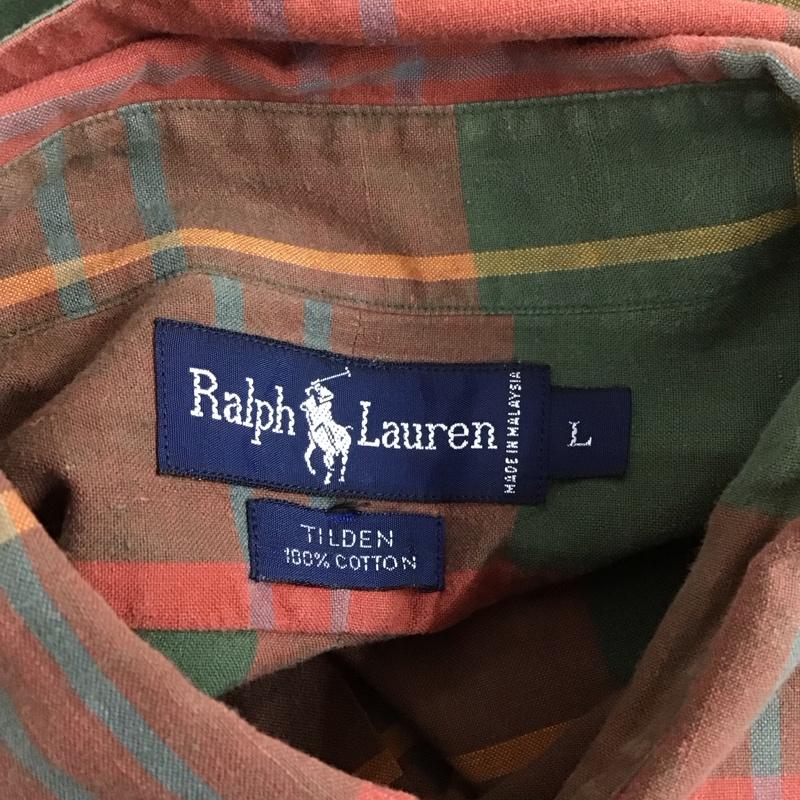 Ralph Lauren
MADE IN MALAYSIA
L
TILDEN
100% COTTON